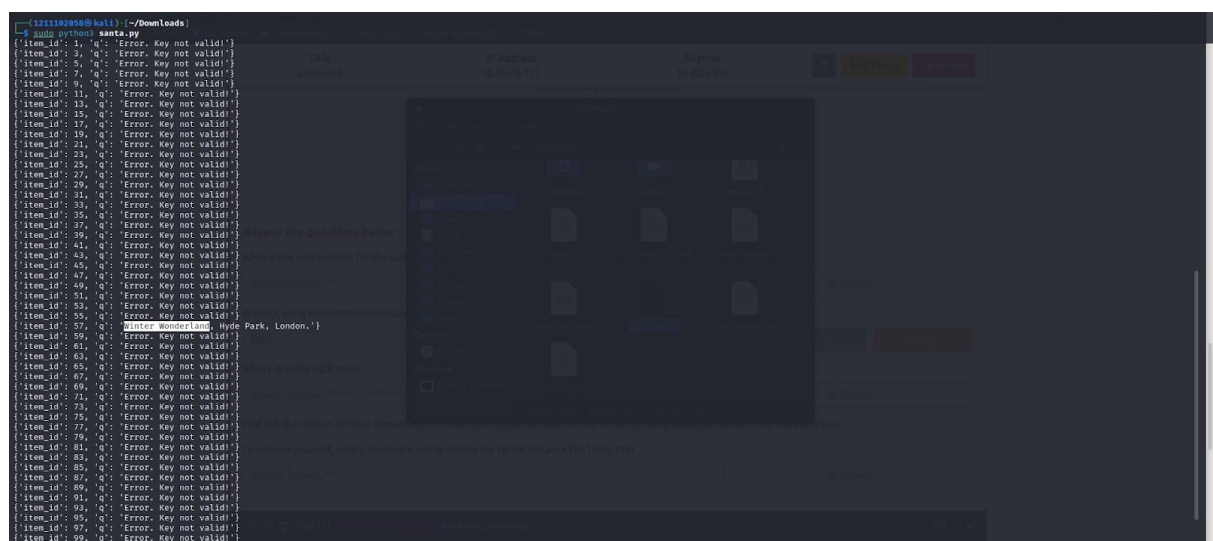 (1211102058㉿kali)-[~/Downloads]
$ sudo python3 santa.py
{'item_id': 1, 'q': 'Error. Key not valid!'}
{'item_id': 3, 'q': 'Error. Key not valid!'}
{'item_id': 5, 'q': 'Error. Key not valid!'}
{'item_id': 7, 'q': 'Error. Key not valid!'}
{'item_id': 9, 'q': 'Error. Key not valid!'}
{'item_id': 11, 'q': 'Error. Key not valid!'}
{'item_id': 13, 'q': 'Error. Key not valid!'}
{'item_id': 15, 'q': 'Error. Key not valid!'}
{'item_id': 17, 'q': 'Error. Key not valid!'}
{'item_id': 19, 'q': 'Error. Key not valid!'}
{'item_id': 21, 'q': 'Error. Key not valid!'}
{'item_id': 23, 'q': 'Error. Key not valid!'}
{'item_id': 25, 'q': 'Error. Key not valid!'}
{'item_id': 27, 'q': 'Error. Key not valid!'}
{'item_id': 29, 'q': 'Error. Key not valid!'}
{'item_id': 31, 'q': 'Error. Key not valid!'}
{'item_id': 33, 'q': 'Error. Key not valid!'}
{'item_id': 35, 'q': 'Error. Key not valid!'}
{'item_id': 37, 'q': 'Error. Key not valid!'}
{'item_id': 39, 'q': 'Error. Key not valid!'}
{'item_id': 41, 'q': 'Error. Key not valid!'}
{'item_id': 43, 'q': 'Error. Key not valid!'}
{'item_id': 45, 'q': 'Error. Key not valid!'}
{'item_id': 47, 'q': 'Error. Key not valid!'}
{'item_id': 49, 'q': 'Error. Key not valid!'}
{'item_id': 51, 'q': 'Error. Key not valid!'}
{'item_id': 53, 'q': 'Error. Key not valid!'}
{'item_id': 55, 'q': 'Error. Key not valid!'}
{'item_id': 57, 'q': 'Winter Wonderland, Hyde Park, London.'}
{'item_id': 59, 'q': 'Error. Key not valid!'}
{'item_id': 61, 'q': 'Error. Key not valid!'}
{'item_id': 63, 'q': 'Error. Key not valid!'}
{'item_id': 65, 'q': 'Error. Key not valid!'}
{'item_id': 67, 'q': 'Error. Key not valid!'}
{'item_id': 69, 'q': 'Error. Key not valid!'}
{'item_id': 71, 'q': 'Error. Key not valid!'}
{'item_id': 73, 'q': 'Error. Key not valid!'}
{'item_id': 75, 'q': 'Error. Key not valid!'}
{'item_id': 77, 'q': 'Error. Key not valid!'}
{'item_id': 79, 'q': 'Error. Key not valid!'}
{'item_id': 81, 'q': 'Error. Key not valid!'}
{'item_id': 83, 'q': 'Error. Key not valid!'}
{'item_id': 85, 'q': 'Error. Key not valid!'}
{'item_id': 87, 'q': 'Error. Key not valid!'}
{'item_id': 89, 'q': 'Error. Key not valid!'}
{'item_id': 91, 'q': 'Error. Key not valid!'}
{'item_id': 93, 'q': 'Error. Key not valid!'}
{'item_id': 95, 'q': 'Error. Key not valid!'}
{'item_id': 97, 'q': 'Error. Key not valid!'}
{'item_id': 99, 'q': 'Error. Key not valid!'}
Title
IP Address
Expires
Answer the questions below
Where is Santa right now?